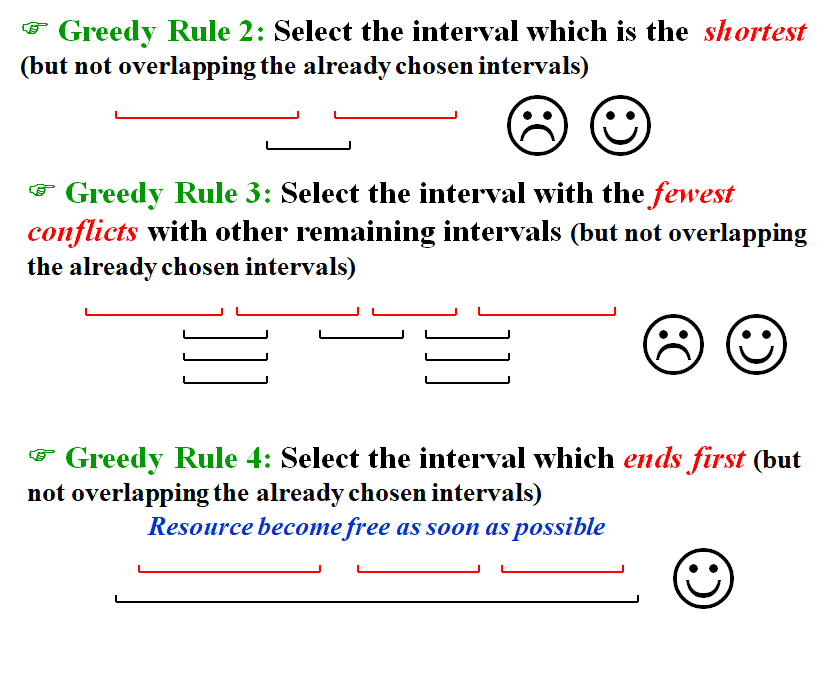 ☞ Greedy Rule 2: Select the interval which is the shortest
(but not overlapping the already chosen intervals)
☞ Greedy Rule 3: Select the interval with the fewest
conflicts with other remaining intervals (but not overlapping
the already chosen intervals)
☞ Greedy Rule 4: Select the interval which ends first (but
not overlapping the already chosen intervals)
Resource become free as soon as possible